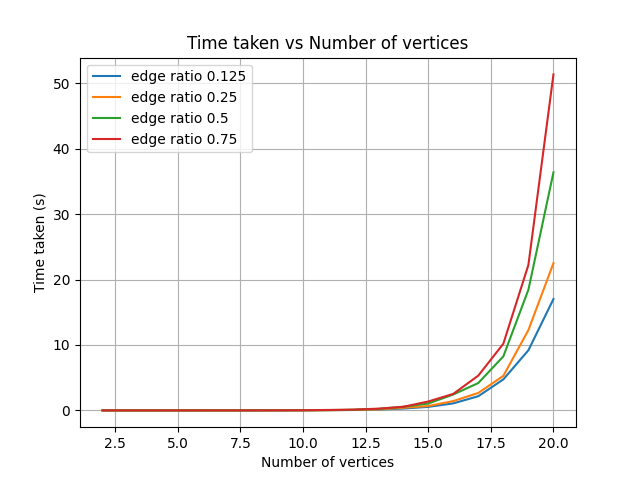 Time taken vs Number of vertices
edge ratio 0.125
edge ratio 0.25
edge ratio 0.5
edge ratio 0.75
Time taken (s)
50
40
30
20
10
0
2.5 5.0 7.5 10.0 12.5 15.0 17.5 20.0
Number of vertices